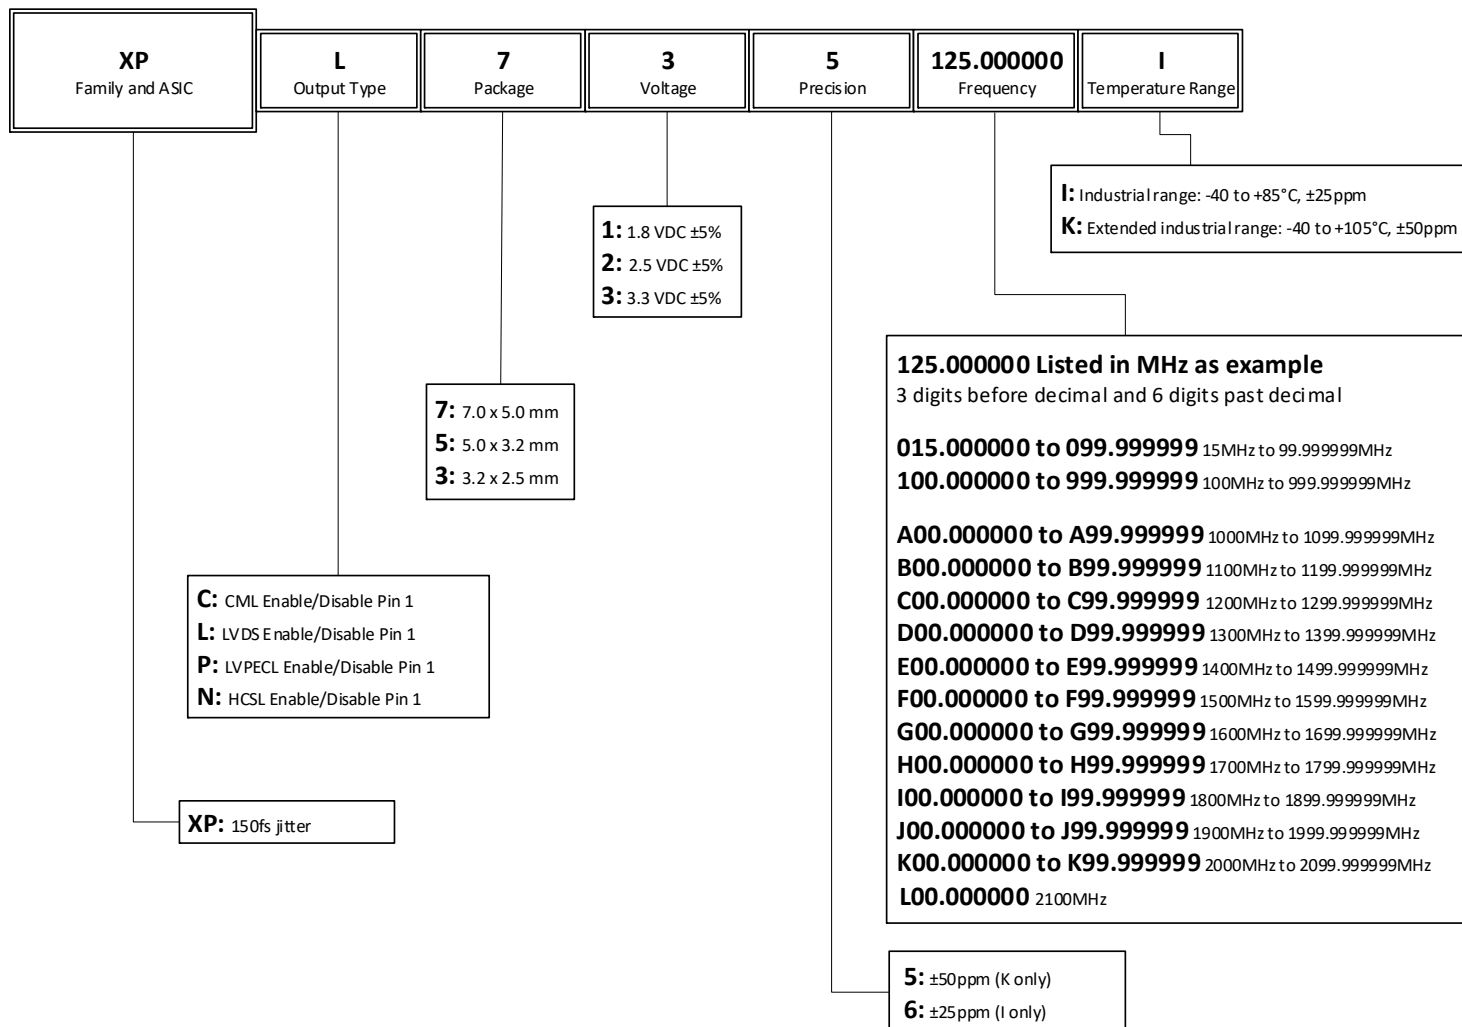 XP
Family and ASIC
L
Output Type
7
Package
3
Voltage
5
Precision
125.000000
Frequency
I
Temperature Range
I: Industrial range: -40 to +85°C, ±25ppm
K: Extended industrial range: -40 to +105°C, ±50ppm
1: 1.8 VDC ±5%
2: 2.5 VDC ±5%
3: 3.3 VDC ±5%
125.000000 Listed in MHz as example
3 digits before decimal and 6 digits past decimal
015.000000 to 099.999999 15MHz to 99.999999MHz
100.000000 to 999.999999 100MHz to 999.999999MHz
A00.000000 to A99.999999 1000MHz to 1099.999999MHz
B00.000000 to B99.999999 1100MHz to 1199.999999MHz
C00.000000 to C99.999999 1200MHz to 1299.999999MHz
D00.000000 to D99.999999 1300MHz to 1399.999999MHz
E00.000000 to E99.999999 1400MHz to 1499.999999MHz
F00.000000 to F99.999999 1500MHz to 1599.999999MHz
G00.000000 to G99.999999 1600MHz to 1699.999999MHz
H00.000000 to H99.999999 1700MHz to 1799.999999MHz
I00.000000 to I99.999999 1800MHz to 1899.999999MHz
J00.000000 to J99.999999 1900MHz to 1999.999999MHz
K00.000000 to K99.999999 2000MHz to 2099.999999MHz
L00.000000 2100MHz
7: 7.0 x 5.0 mm
5: 5.0 x 3.2 mm
3: 3.2 x 2.5 mm
C: CML Enable/Disable Pin 1
L: LVDS Enable/Disable Pin 1
P: LVPECL Enable/Disable Pin 1
N: HCSL Enable/Disable Pin 1
XP: 150fs jitter
5: ±50ppm (K only)
6: ±25ppm (I only)